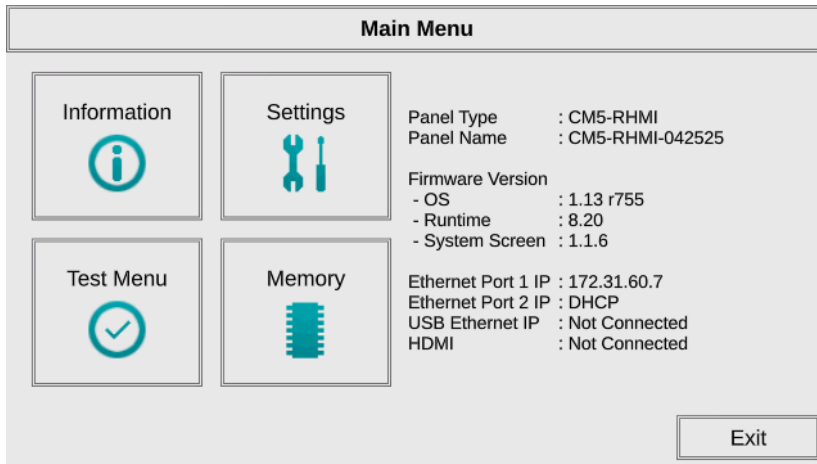 Main Menu
Information
Settings
Test Menu
Memory
Panel Type : CM5-RHMI
Panel Name : CM5-RHMI-042525
Firmware Version
- OS : 1.13 r755
- Runtime : 8.20
- System Screen : 1.1.6
Ethernet Port 1 IP : 172.31.60.7
Ethernet Port 2 IP : DHCP
USB Ethernet IP : Not Connected
HDMI : Not Connected
Exit